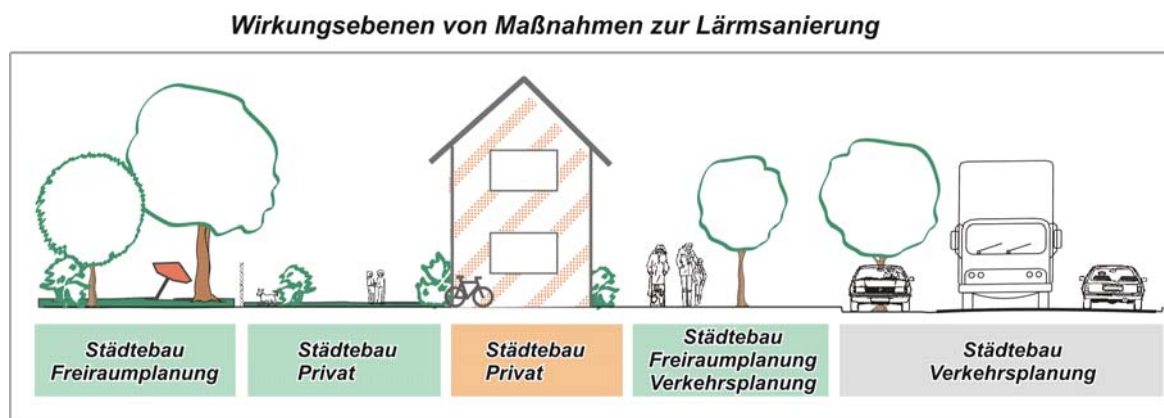 Wirkungsebenen von Maßnahmen zur Lärmsanierung
Städtebau
Freiraumplanung
Städtebau
Privat
Städtebau
Privat
Städtebau
Freiraumplanung
Verkehrsplanung
Städtebau
Verkehrsplanung